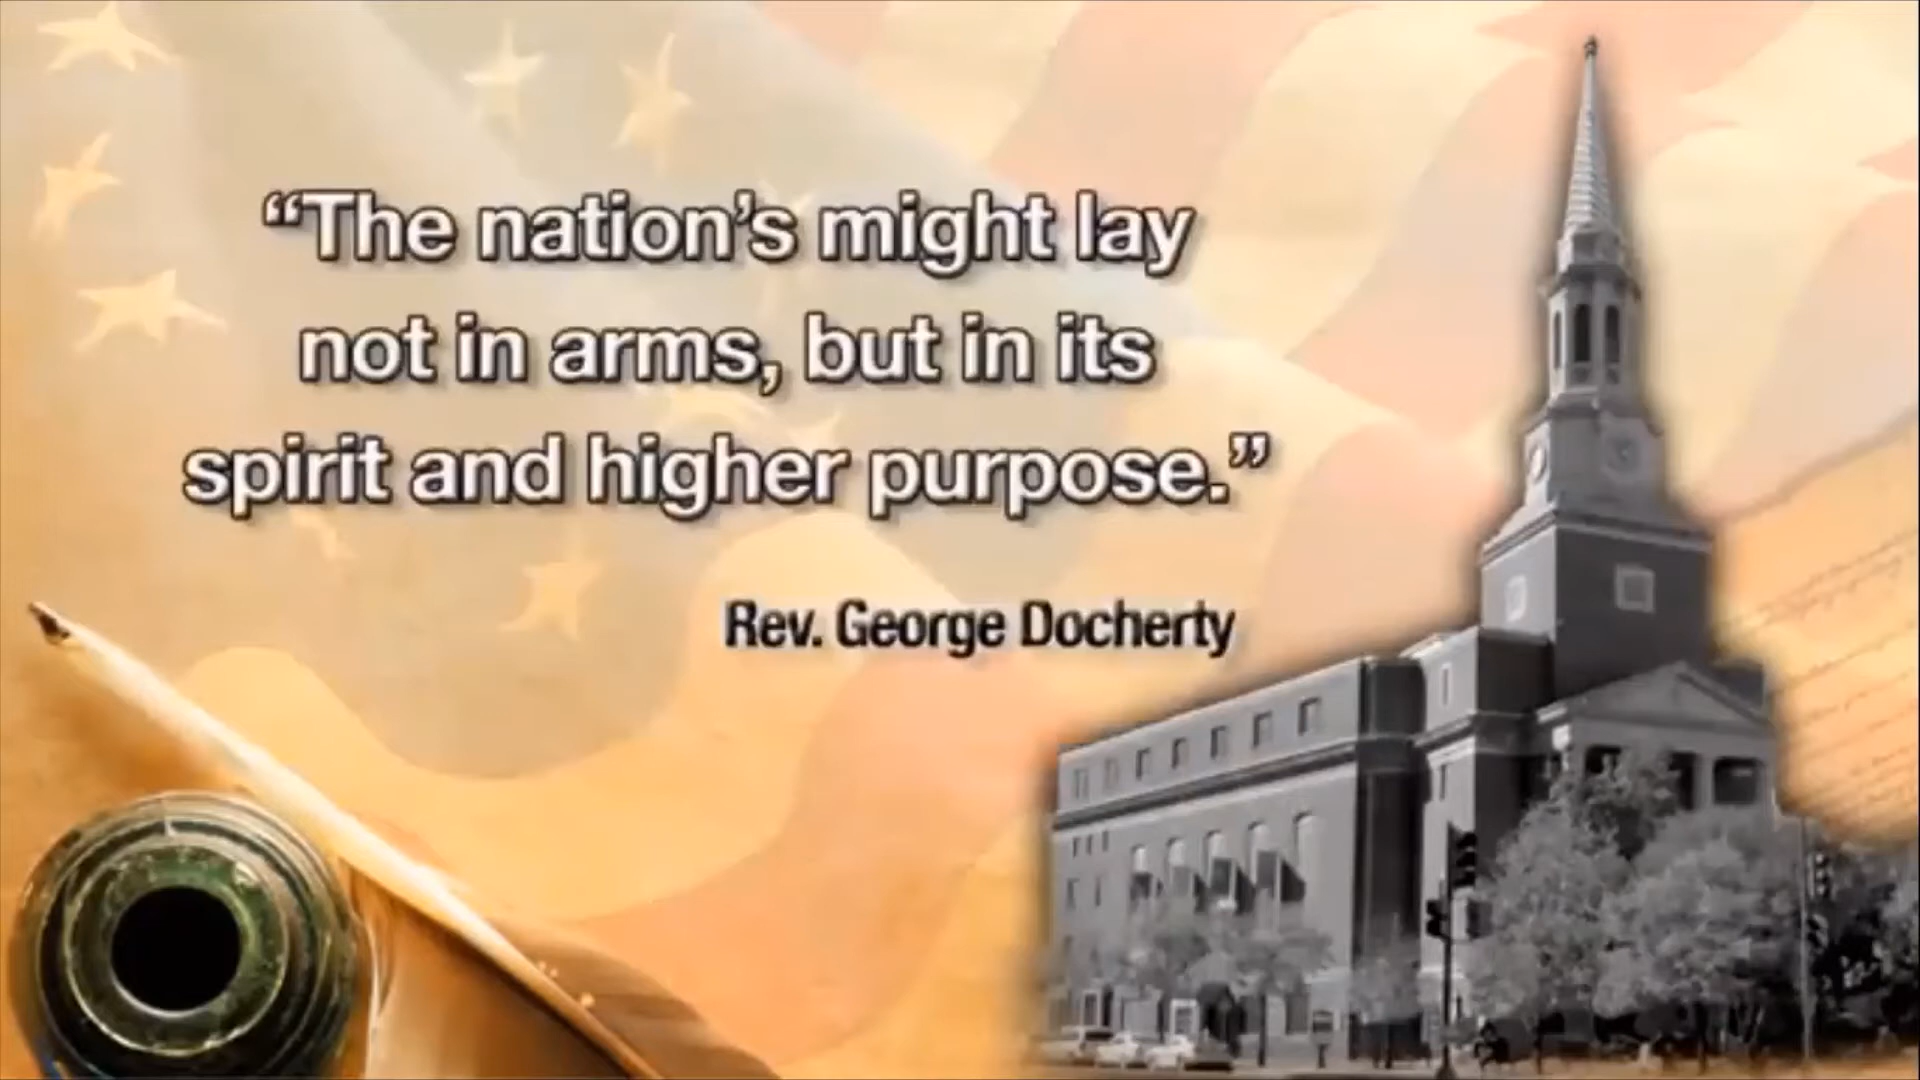 “The nation’s might lay
not in arms, but in its
spirit and higher purpose.”
Rev. George Docherty